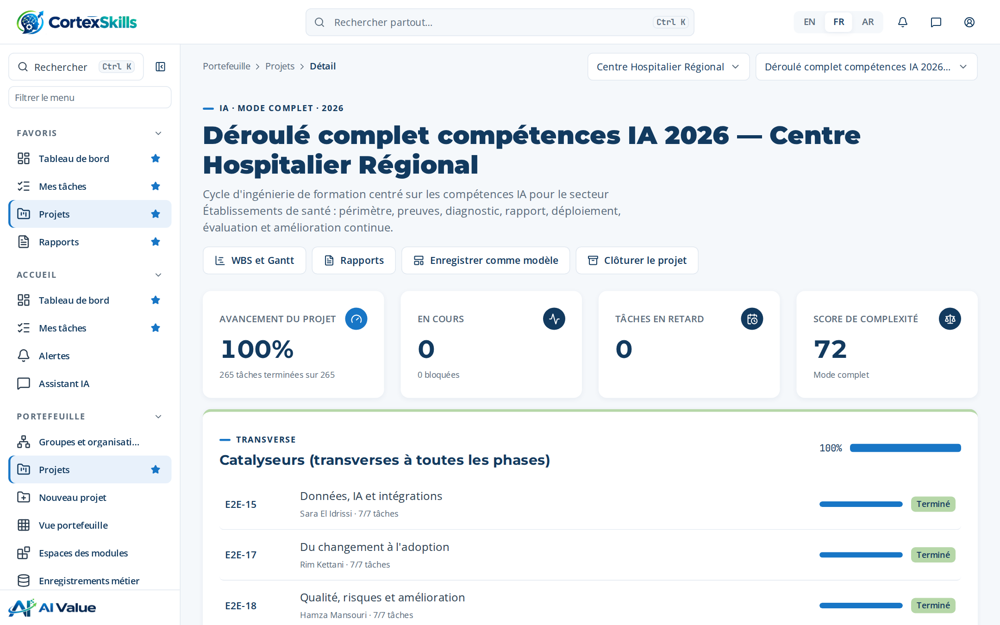 CortexSkills
Rechercher partout...
Ctrl K
EN
FR
AR
Rechercher
Ctrl K
Filtrer le menu
FAVORIS
Tableau de bord
Mes tâches
Projets
Rapports
ACCUEIL
Tableau de bord
Mes tâches
Alertes
Assistant IA
PORTEFEUILLE
Groupes et organisati...
Projets
Nouveau projet
Vue portefeuille
Espaces des modules
Enregistrements métier
AI Value
Portefeuille > Projets > Détail
Centre Hospitalier Régional
Déroulé complet compétences IA 2026...
IA · MODE COMPLET · 2026
Déroulé complet compétences IA 2026 — Centre
Hospitalier Régional
Cycle d'ingénierie de formation centré sur les compétences IA pour le secteur
Établissements de santé : périmètre, preuves, diagnostic, rapport, déploiement,
évaluation et amélioration continue.
WBS et Gantt
Rapports
Enregistrer comme modèle
Clôturer le projet
AVANCEMENT DU PROJET
100%
265 tâches terminées sur 265
EN COURS
0
0 bloquées
TÂCHES EN RETARD
0
SCORE DE COMPLEXITÉ
72
Mode complet
TRANSVERSE
Catalyseurs (transverses à toutes les phases)
100%
E2E-15
Données, IA et intégrations
Sara El Idrissi · 7/7 tâches
Terminé
E2E-17
Du changement à l'adoption
Rim Kettani · 7/7 tâches
Terminé
E2E-18
Qualité, risques et amélioration
Hamza Mansouri · 7/7 tâches
Terminé